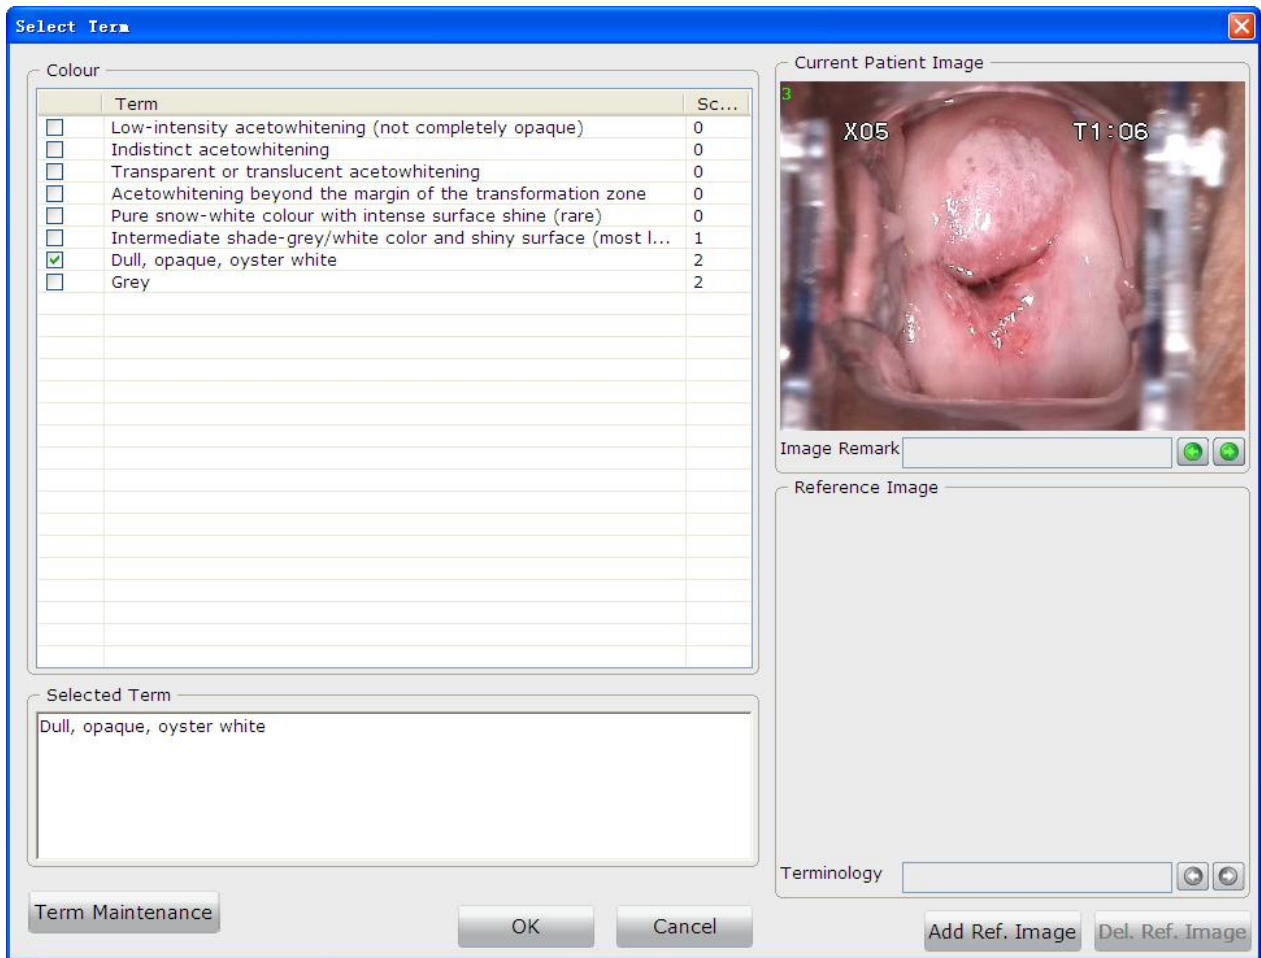 Select Term
Colour
Term Sc...
Low-intensity acetowhitening (not completely opaque) 0
Indistinct acetowhitening 0
Transparent or translucent acetowhitening 0
Acetowhitening beyond the margin of the transformation zone 0
Pure snow-white colour with intense surface shine (rare) 0
Intermediate shade-grey/white color and shiny surface (most l... 1
Dull, opaque, oyster white 2
Grey 2
Selected Term
Dull, opaque, oyster white
Term Maintenance
OK
Cancel
Current Patient Image
3
X05 T1:06
Image Remark
Reference Image
Terminology
Add Ref. Image
Del. Ref. Image